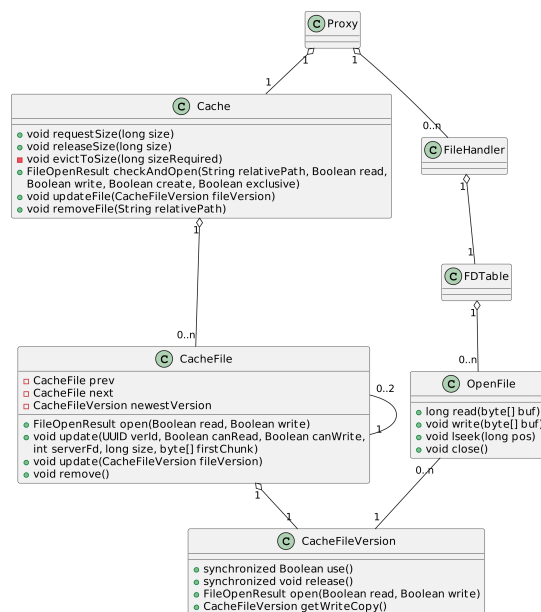 C Proxy
1
1
1
0..n
C Cache
void requestSize(long size)
void releaseSize(long size)
void evictToSize(long sizeRequired)
FileOpenResult checkAndOpen(String relativePath, Boolean read,
Boolean write, Boolean create, Boolean exclusive)
void updateFile(CacheFileVersion fileVersion)
void removeFile(String relativePath)
C FileHandler
1
1
1
0..n
C FDTable
1
0..n
C CacheFile
CacheFile prev
CacheFile next
CacheFileVersion newestVersion
FileOpenResult open(Boolean read, Boolean write)
void update(UUID verId, Boolean canRead, Boolean canWrite,
int serverFd, long size, byte[] firstChunk)
void update(CacheFileVersion fileVersion)
void remove()
0..2
1
C OpenFile
long read(byte[] buf)
void write(byte[] buf)
void lseek(long pos)
void close()
0..n
1
1
1
C CacheFileVersion
synchronized Boolean use()
synchronized void release()
FileOpenResult open(Boolean read, Boolean write)
CacheFileVersion getWriteCopy()